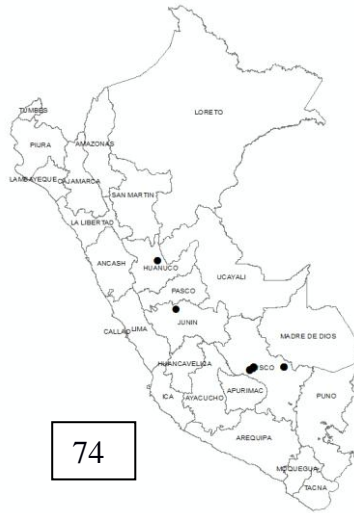 LORETO
TUMBES
PIURA
AMAZONAS
LAMBAYEQUE
CAJAMARCA
SAN MARTIN
LA LIBERTAD
ANCASH
HUANUCO
UCAYALI
PASCO
JUNIN
CALLAO
LIMA
MADRE DE DIOS
HUANCAVELICA
ICA
AYACUCHO
APURIMAC
PUNO
AREQUIPA
MOQUEGUA
TACNA
74